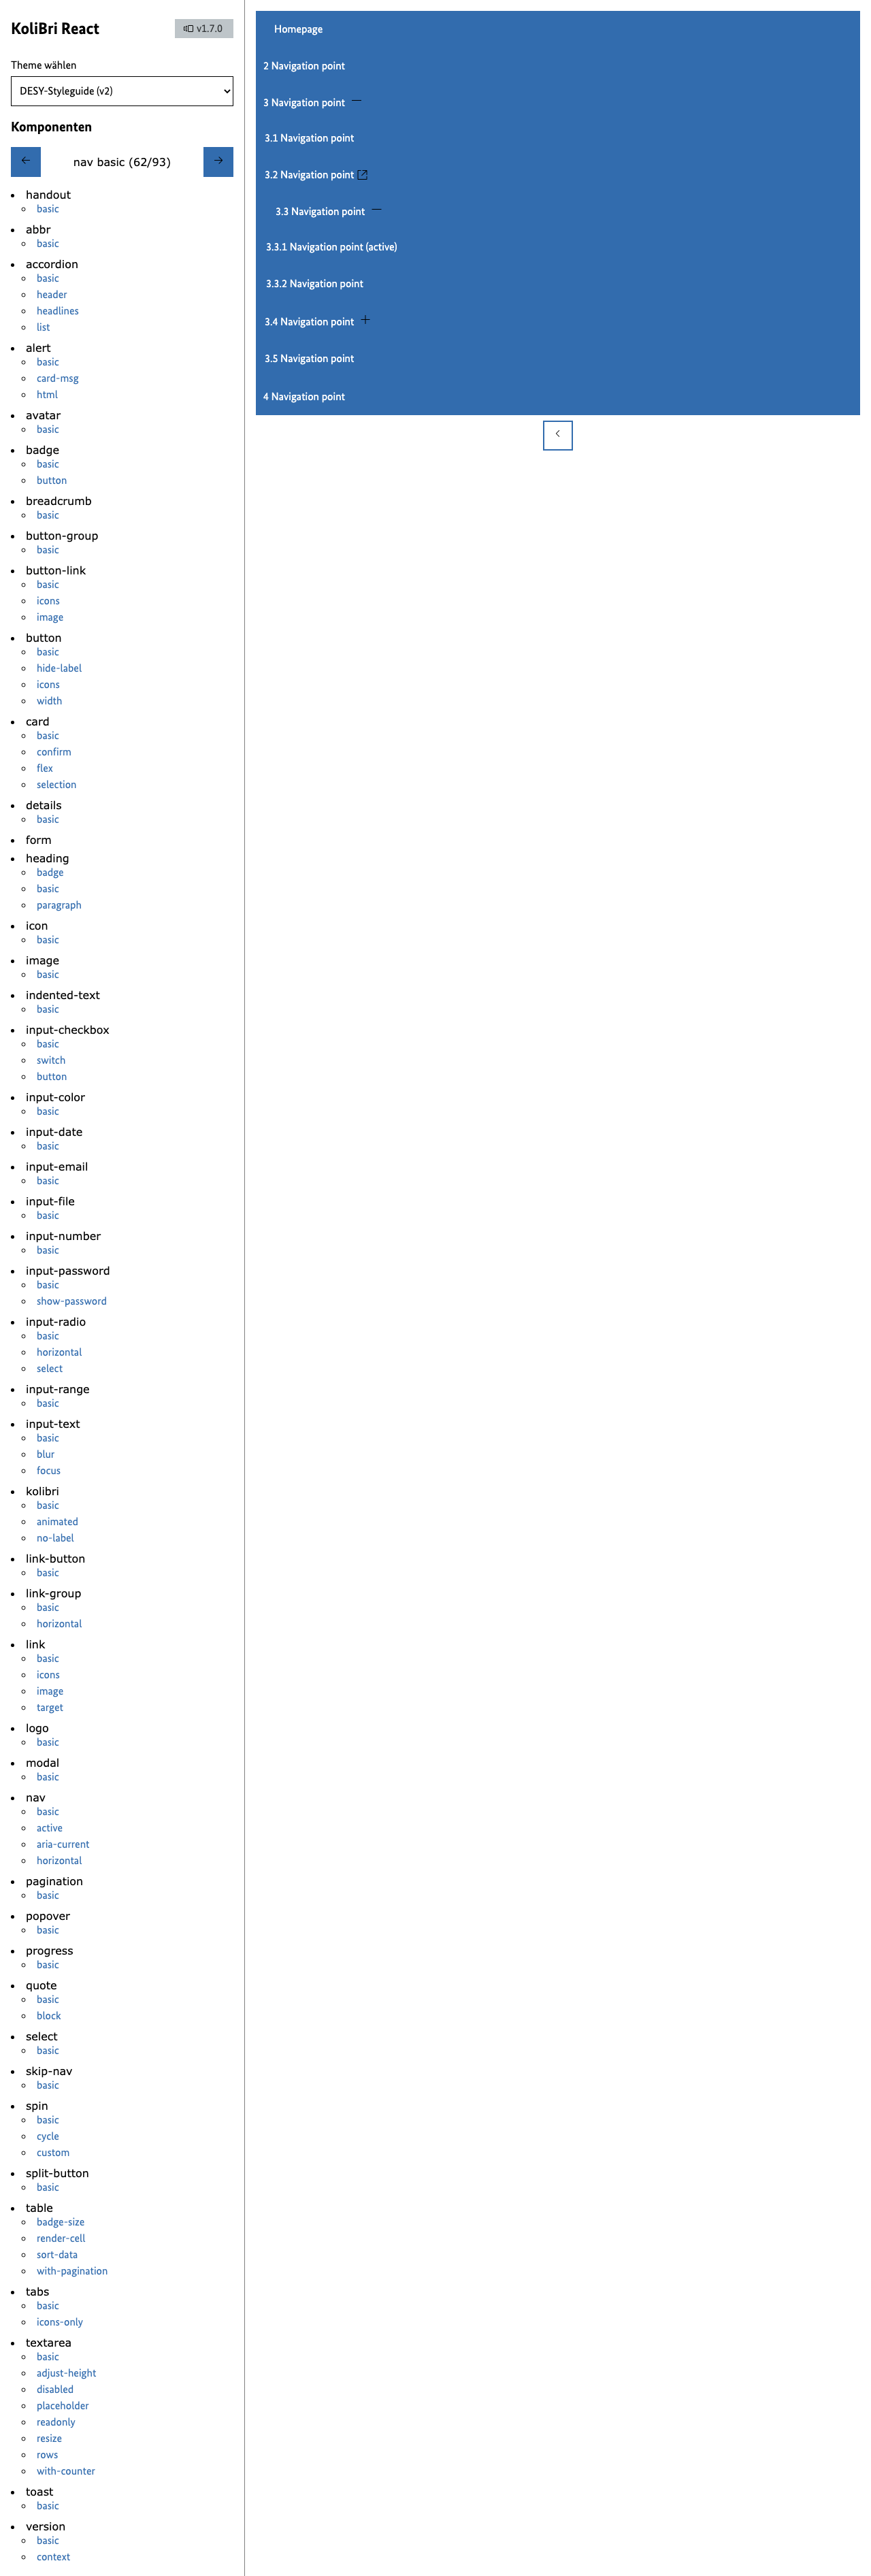 KoliBri React
v1.7.0
Theme wählen
DESY-Styleguide (v2)
Komponenten
nav basic (62/93)
handout
basic
abbr
basic
accordion
basic
header
headlines
list
alert
basic
card-msg
html
avatar
basic
badge
basic
button
breadcrumb
basic
button-group
basic
button-link
basic
icons
image
button
basic
hide-label
icons
width
card
basic
confirm
flex
selection
details
basic
form
heading
badge
basic
paragraph
icon
basic
image
basic
indented-text
basic
input-checkbox
basic
switch
button
input-color
basic
input-date
basic
input-email
basic
input-file
basic
input-number
basic
input-password
basic
show-password
input-radio
basic
horizontal
select
input-range
basic
input-text
basic
blur
focus
kolibri
basic
animated
no-label
link-button
basic
link-group
basic
horizontal
link
basic
icons
image
target
logo
basic
modal
basic
nav
basic
active
aria-current
horizontal
pagination
basic
popover
basic
progress
basic
quote
basic
block
select
basic
skip-nav
basic
spin
basic
cycle
custom
split-button
basic
table
badge-size
render-cell
sort-data
with-pagination
tabs
basic
icons-only
textarea
basic
adjust-height
disabled
placeholder
readonly
resize
rows
with-counter
toast
basic
version
basic
context
Homepage
2 Navigation point
3 Navigation point
3.1 Navigation point
3.2 Navigation point
3.3 Navigation point
3.3.1 Navigation point (active)
3.3.2 Navigation point
3.4 Navigation point
3.5 Navigation point
4 Navigation point